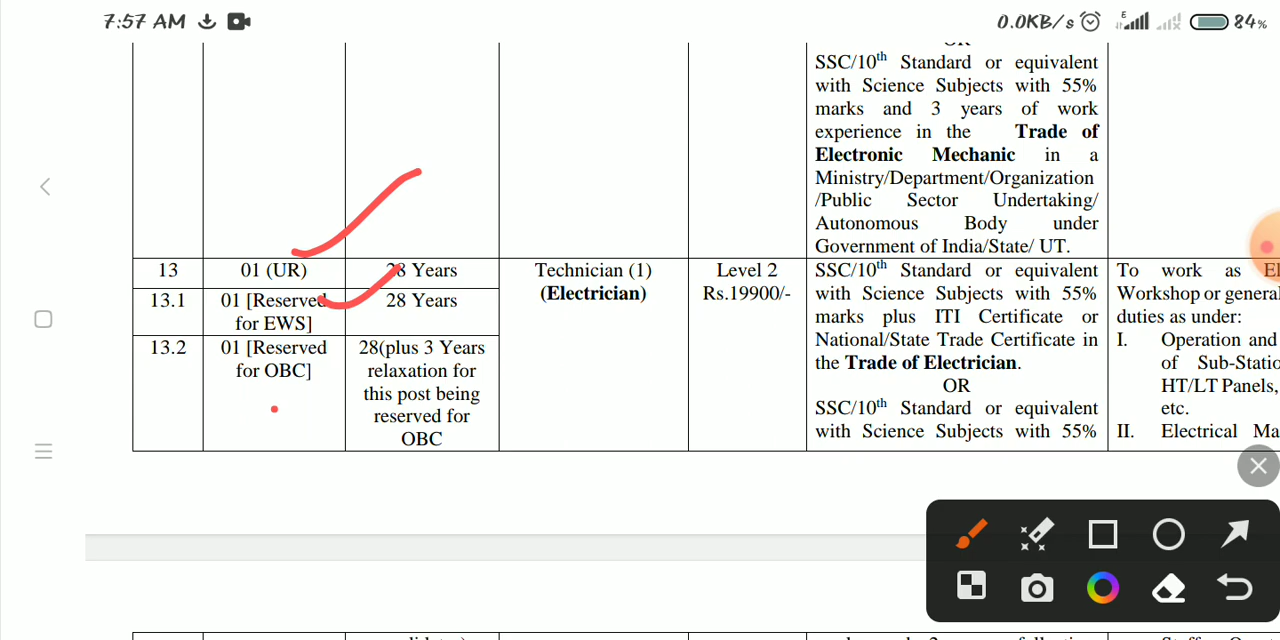 7:57 AM
0.0KB/s
E
84%
OR
SSC/10th Standard or equivalent
with Science Subjects with 55%
marks and 3 years of work
experience in the Trade of
Electronic Mechanic in a
Ministry/Department/Organization
/Public Sector Undertaking/
Autonomous Body under
Government of India/State/ UT.
13
01 (UR)
28 Years
Technician (1)
(Electrician)
Level 2
Rs.19900/-
SSC/10th Standard or equivalent
with Science Subjects with 55%
marks plus ITI Certificate or
National/State Trade Certificate in
the Trade of Electrician.
OR
SSC/10th Standard or equivalent
with Science Subjects with 55%
To work as El
Workshop or general
duties as under:
I. Operation and
of Sub-Statio
HT/LT Panels,
etc.
II. Electrical Ma
13.1
01 [Reserved
for EWS]
28 Years
13.2
01 [Reserved
for OBC]
28(plus 3 Years
relaxation for
this post being
reserved for
OBC